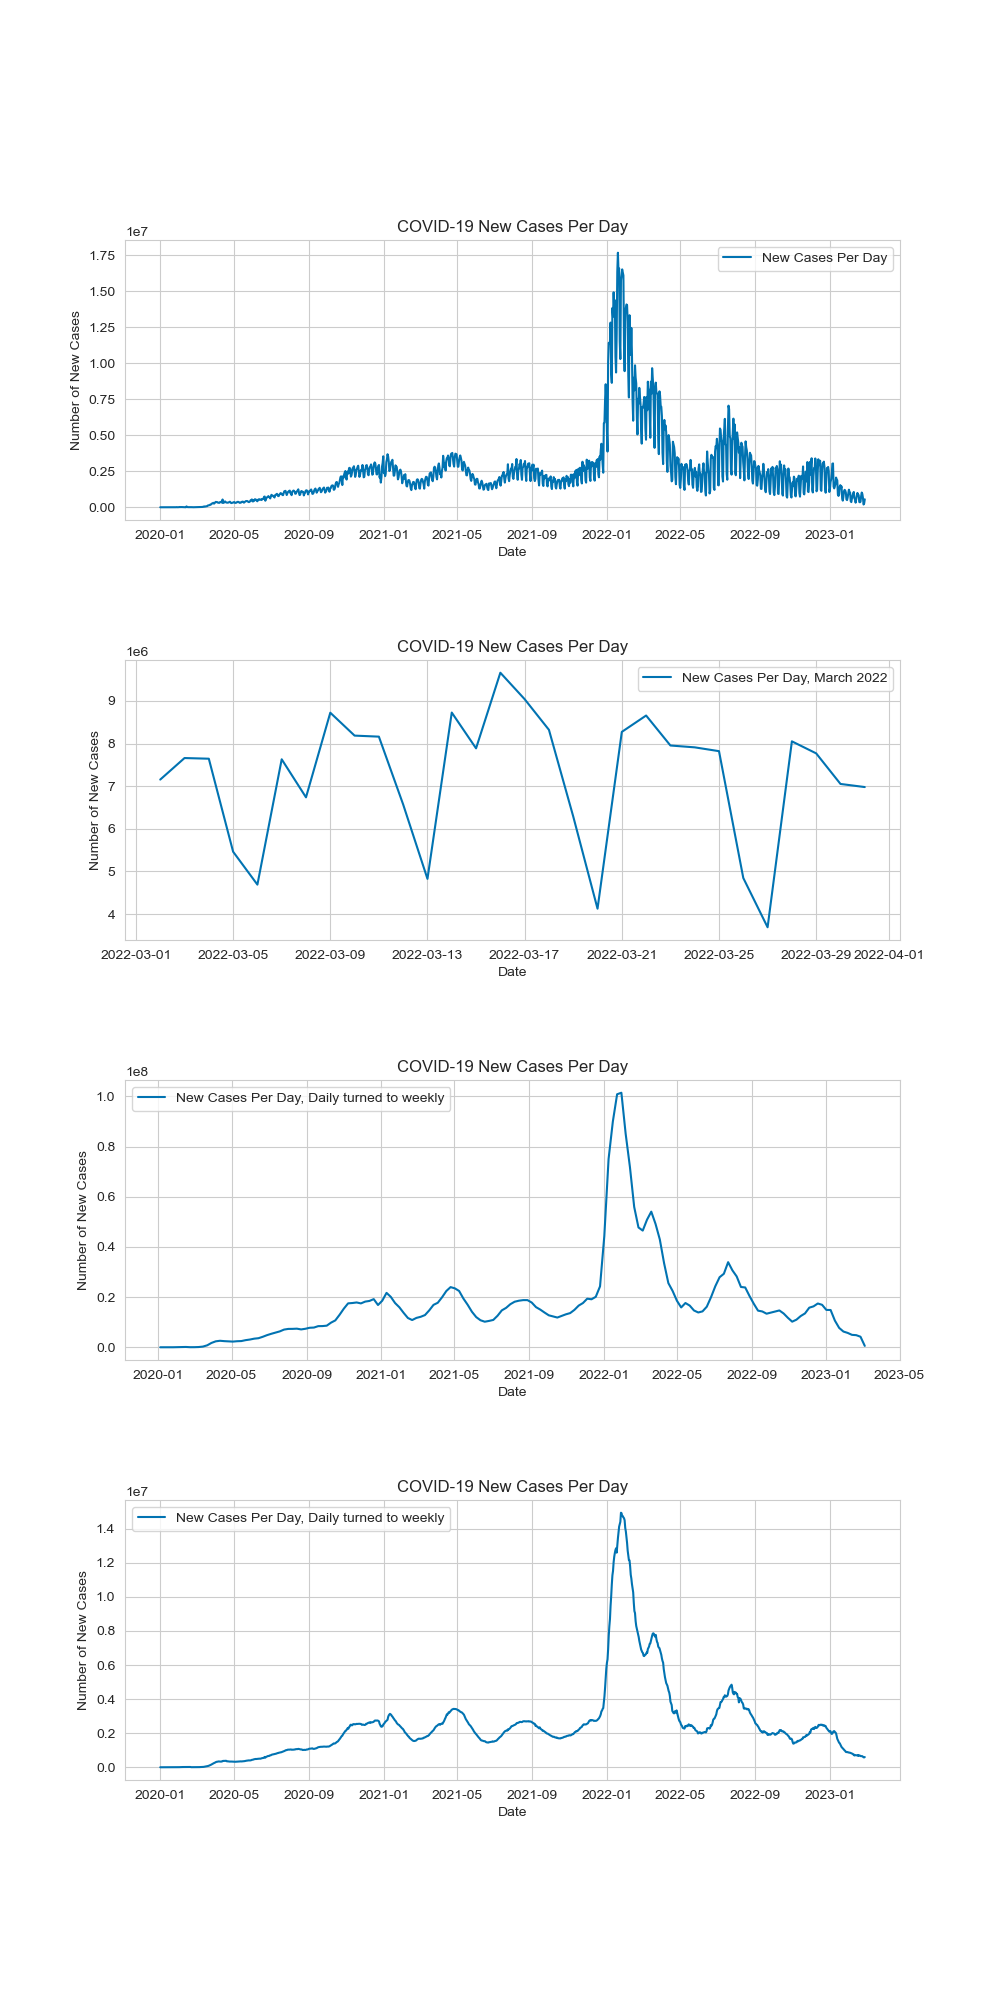 COVID-19 New Cases Per Day
1e7
New Cases Per Day
1.75
1.50
1.25
1.00
0.75
0.50
0.25
0.00
Number of New Cases
2020-01 2020-05 2020-09 2021-01 2021-05 2021-09 2022-01 2022-05 2022-09 2023-01
Date
COVID-19 New Cases Per Day
1e6
New Cases Per Day, March 2022
9
8
7
6
5
4
Number of New Cases
2022-03-01 2022-03-05 2022-03-09 2022-03-13 2022-03-17 2022-03-21 2022-03-25 2022-03-29 2022-04-01
Date
COVID-19 New Cases Per Day
1e8
New Cases Per Day, Daily turned to weekly
1.0
0.8
0.6
0.4
0.2
0.0
Number of New Cases
2020-01 2020-05 2020-09 2021-01 2021-05 2021-09 2022-01 2022-05 2022-09 2023-01 2023-05
Date
COVID-19 New Cases Per Day
1e7
New Cases Per Day, Daily turned to weekly
1.4
1.2
1.0
0.8
0.6
0.4
0.2
0.0
Number of New Cases
2020-01 2020-05 2020-09 2021-01 2021-05 2021-09 2022-01 2022-05 2022-09 2023-01
Date